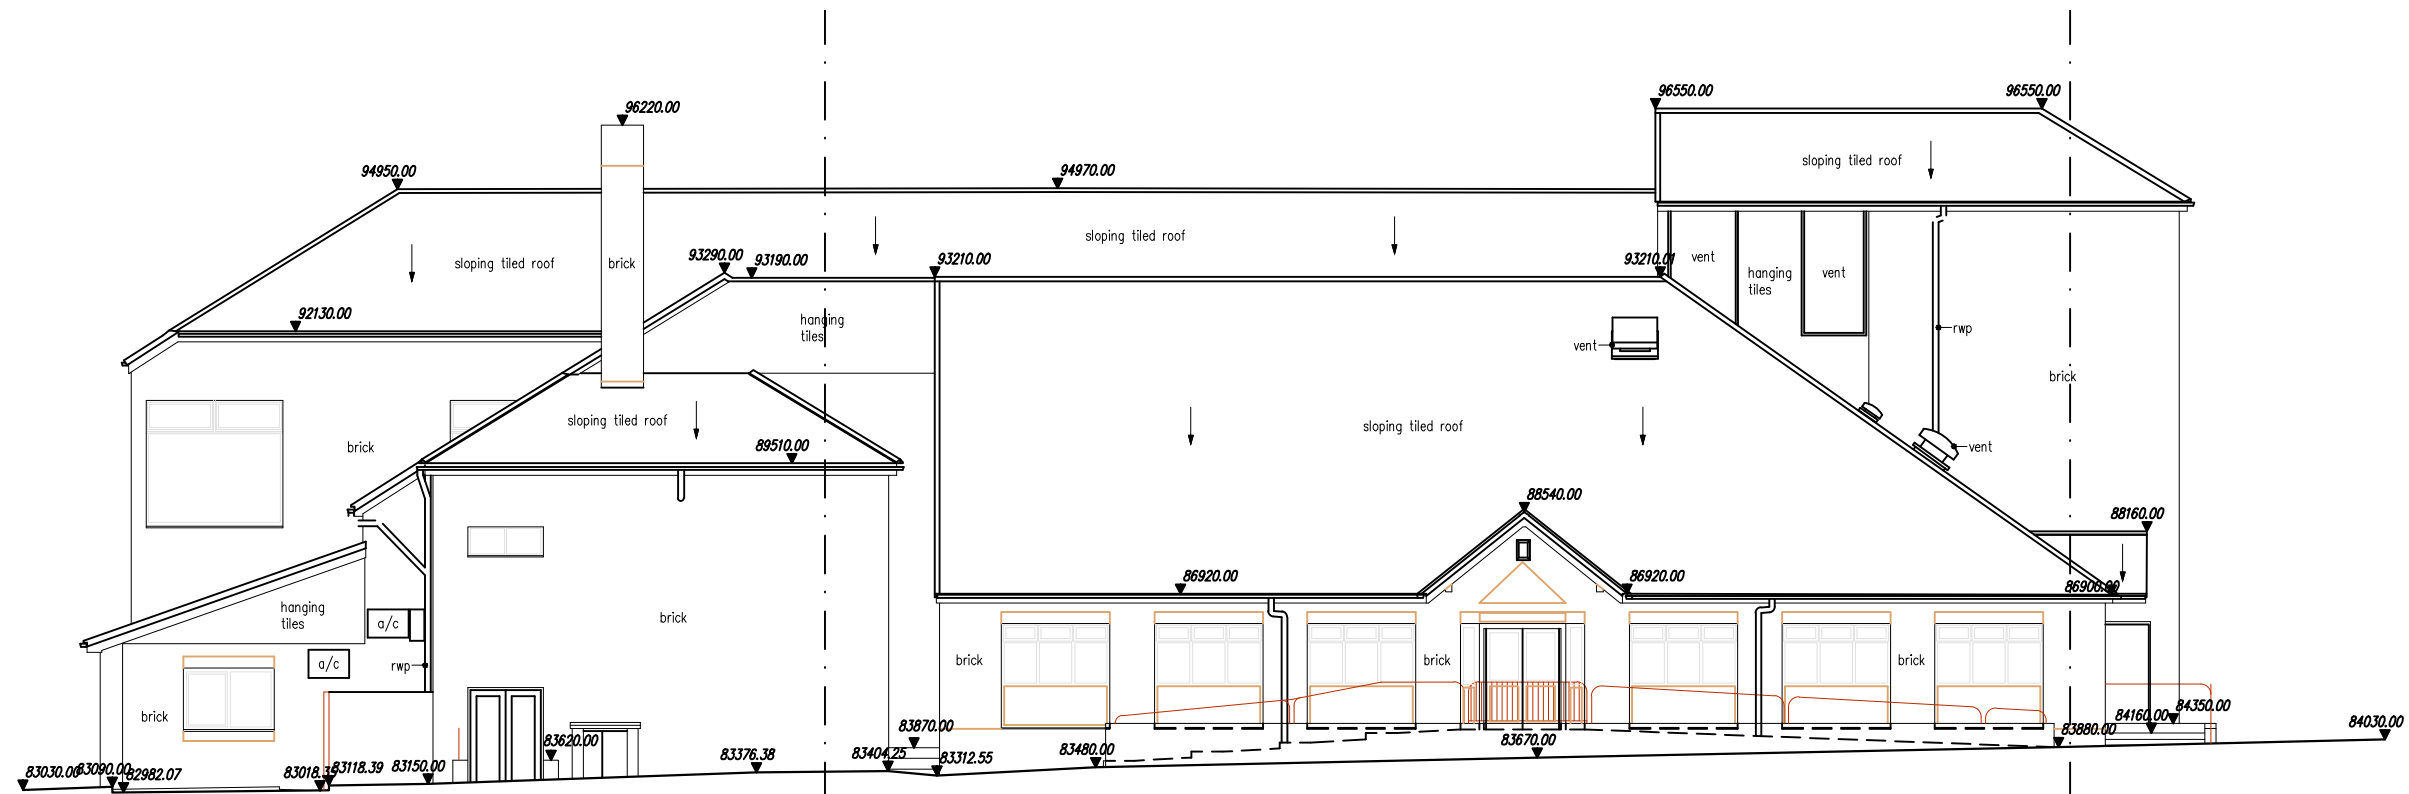 96550.00
96550.00
96220.00
sloping tiled roof
94950.00
94970.00
sloping tiled roof
sloping tiled roof
brick
93290.00
93190.00
93210.00
93210.01
vent
hanging
tiles
vent
92130.00
hanging
tiles
rwp
vent
brick
sloping tiled roof
sloping tiled roof
brick
89510.00
vent
88540.00
88160.00
86920.00
86920.00
86900.00
hanging
tiles
a/c
brick
a/c
rwp
brick
brick
brick
brick
84350.00
84160.00
83880.00
84030.00
83870.00
83620.00
83670.00
83376.38
83404.25
83312.55
83480.00
83030.00
83090.00
82982.07
83118.39
83150.00